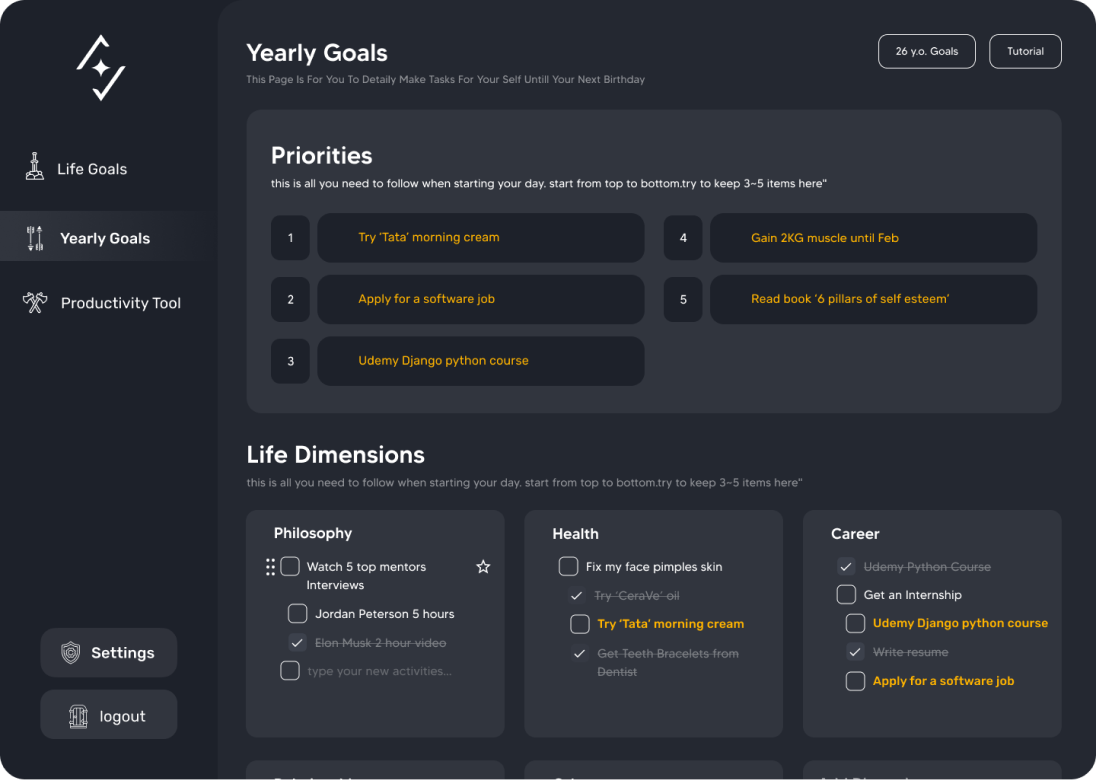 Yearly Goals
This Page Is For You To Detaily Make Tasks For Your Self Untill Your Next Birthday
26 y.o. Goals
Tutorial
Life Goals
Yearly Goals
Productivity Tool
Settings
logout
Priorities
this is all you need to follow when starting your day. start from top to bottom.try to keep 3~5 items here"
1
Try ‘Tata’ morning cream
2
Apply for a software job
3
Udemy Django python course
4
Gain 2KG muscle until Feb
5
Read book ‘6 pillars of self esteem’
Life Dimensions
this is all you need to follow when starting your day. start from top to bottom.try to keep 3~5 items here"
Philosophy
Watch 5 top mentors
Interviews
Jordan Peterson 5 hours
Elon Musk 2 hour video
type your new activities...
Health
Fix my face pimples skin
Try ‘CeraVe’ oil
Try ‘Tata’ morning cream
Get Teeth Bracelets from
Dentist
Career
Udemy Python Course
Get an Internship
Udemy Django python course
Write resume
Apply for a software job